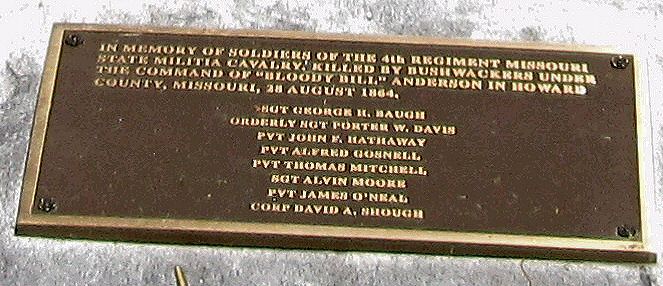 IN MEMORY OF SOLDIERS OF THE 4th REGIMENT MISSOURI
STATE MILITIA CAVALRY, KILLED BY BUSHWACKERS UNDER
THE COMMAND OF "BLOODY BILL" ANDERSON IN HOWARD
COUNTY, MISSOURI, 28 AUGUST 1864.
SGT GEORGE R. BAUGH
ORDERLY SGT PORTER W. DAVIS
PVT JOHN F. HATHAWAY
PVT ALFRED GOSNELL
PVT THOMAS MITCHELL
SGT ALVIN MOORE
PVT JAMES O'NEAL
CORP DAVID A. SHOUGH